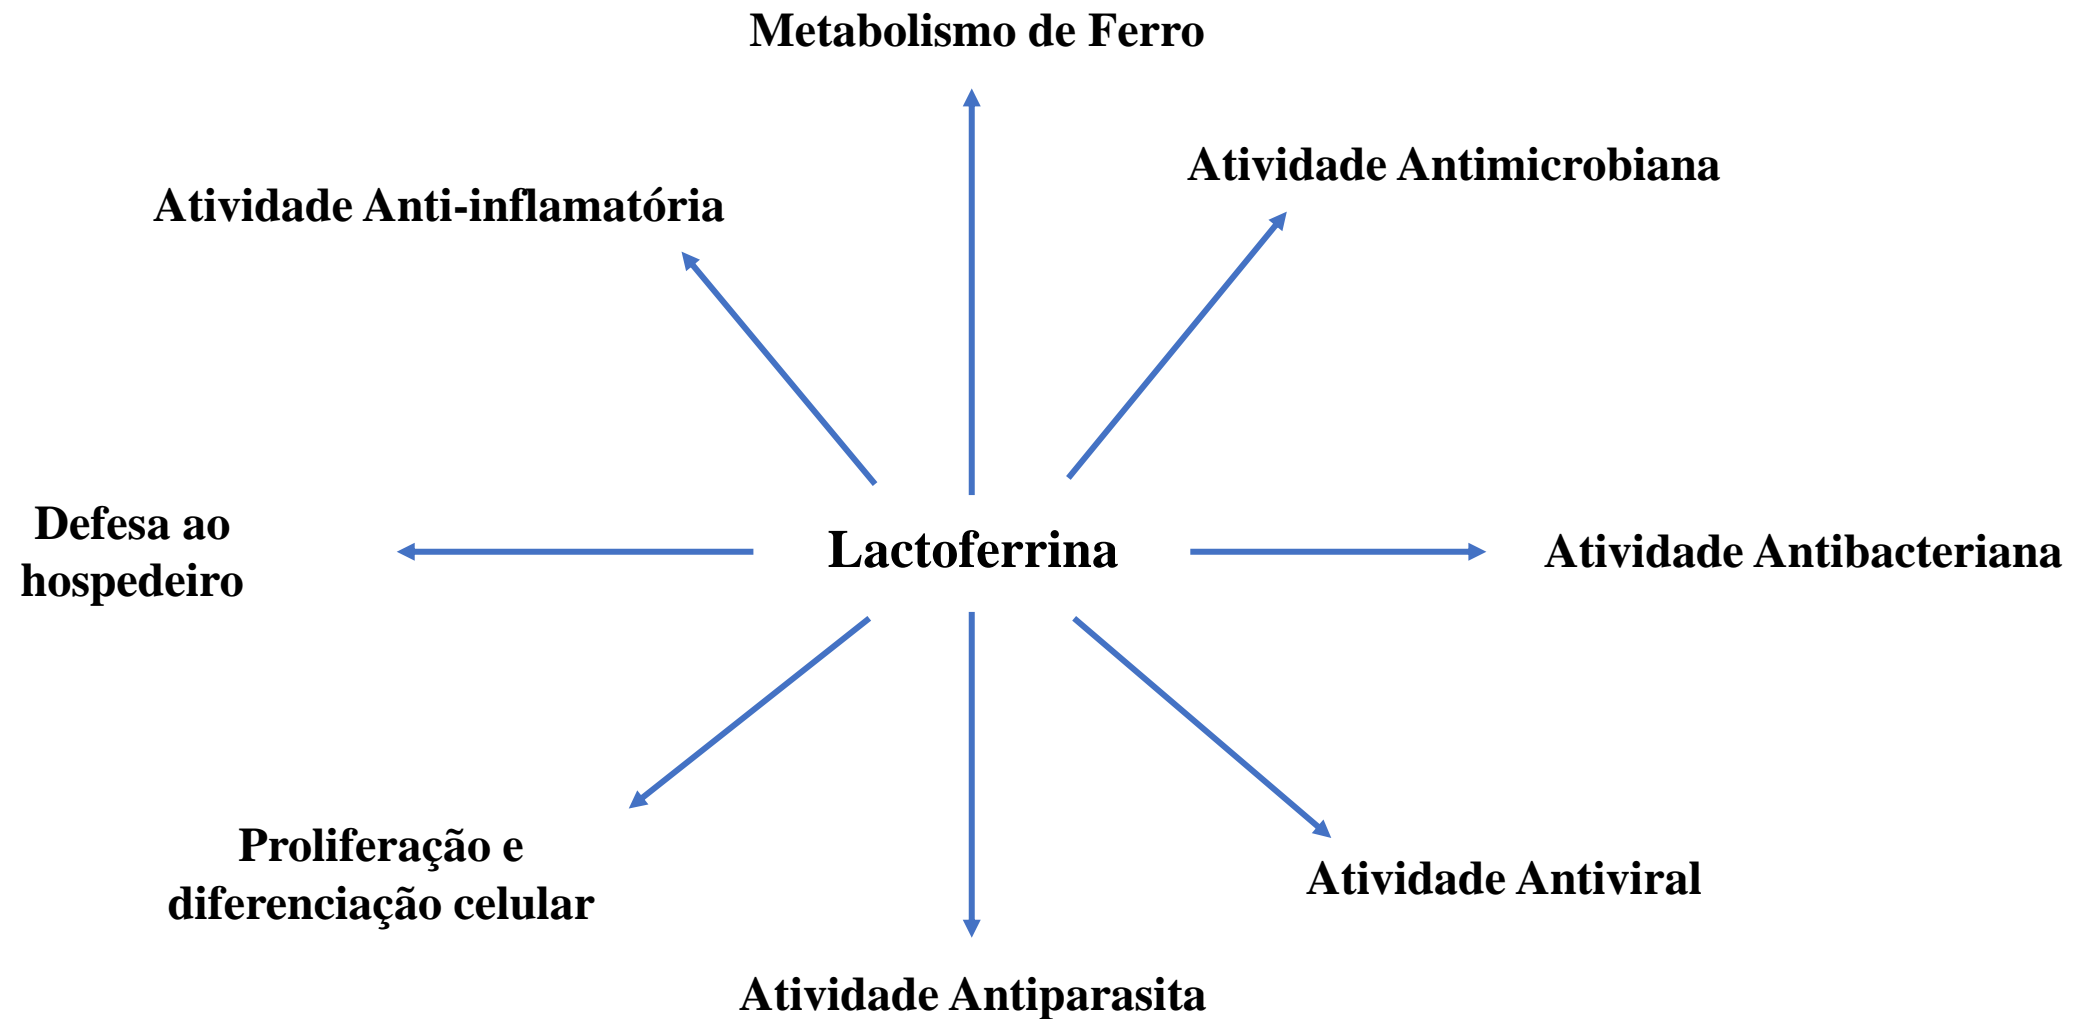 Metabolismo de Ferro
Atividade Antimicrobiana
Atividade Anti-inflamatória
Defesa ao
hospedeiro
Lactoferrina
Atividade Antibacteriana
Proliferação e
diferenciação celular
Atividade Antiviral
Atividade Antiparasita